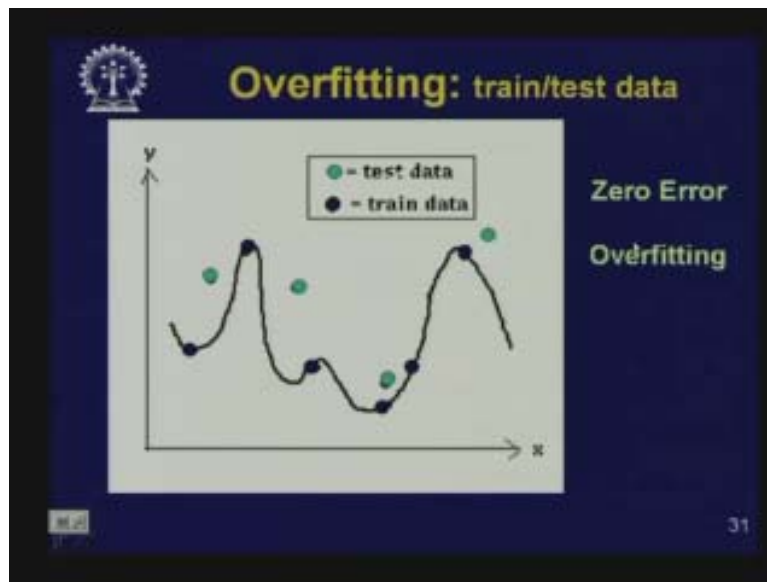 Overfitting: train/test data
y
= test data
= train data
x
Zero Error
Overfitting
31